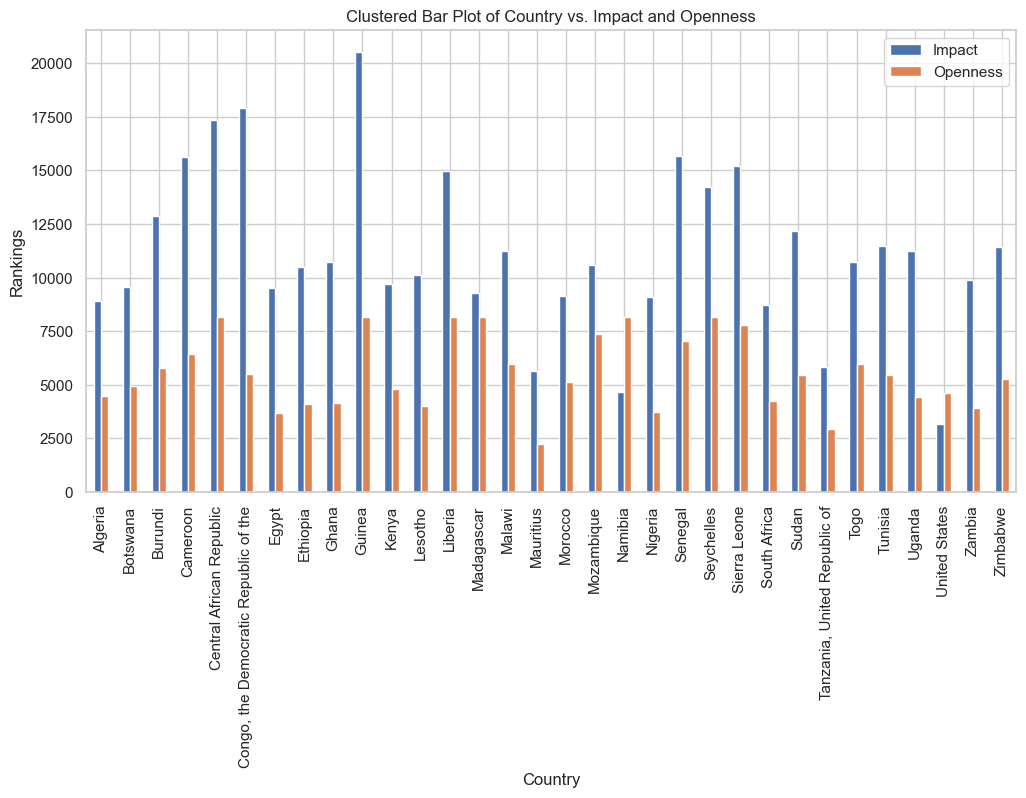 Clustered Bar Plot of Country vs. Impact and Openness
Impact
Openness
Rankings
20000
17500
15000
12500
10000
7500
5000
2500
0
Algeria
Botswana
Burundi
Cameroon
Central African Republic
Congo, the Democratic Republic of the
Egypt
Ethiopia
Ghana
Guinea
Kenya
Lesotho
Liberia
Madagascar
Malawi
Mauritius
Morocco
Mozambique
Namibia
Nigeria
Senegal
Seychelles
Sierra Leone
South Africa
Sudan
Tanzania, United Republic of
Togo
Tunisia
Uganda
United States
Zambia
Zimbabwe
Country